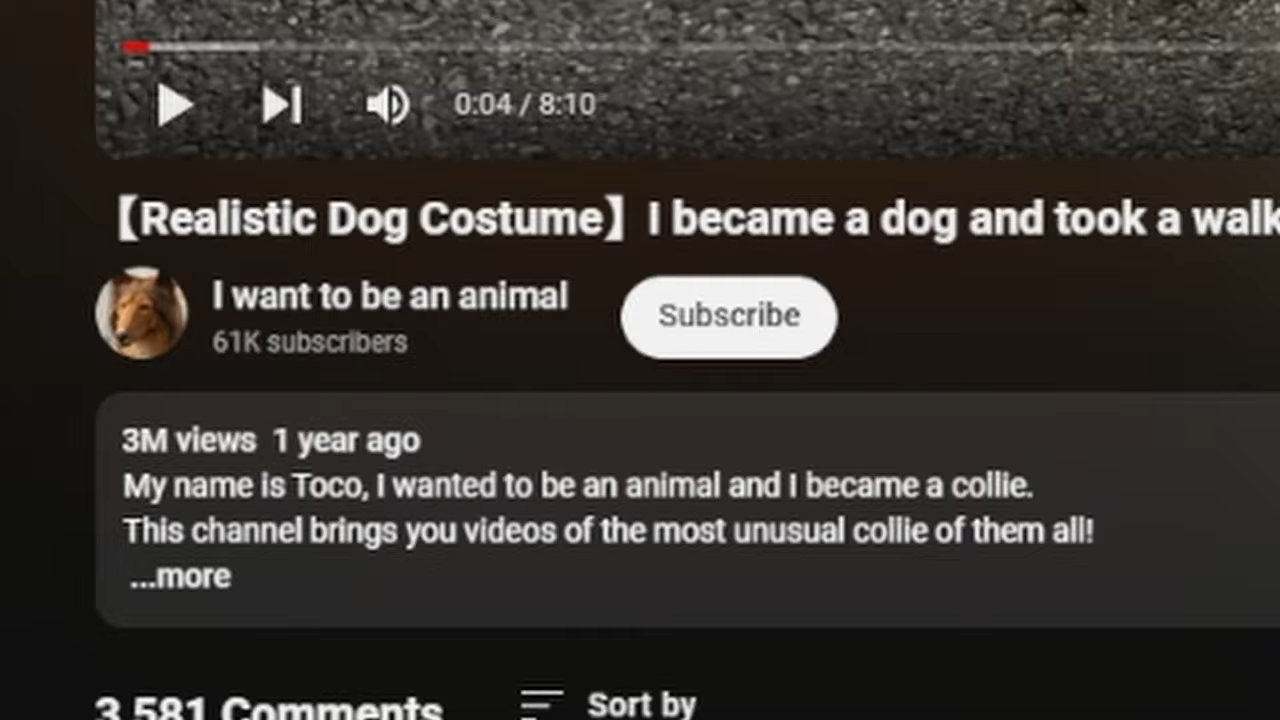 0:04 / 8:10
【Realistic Dog Costume】I became a dog and took a walk
I want to be an animal
Subscribe
61K subscribers
3M views 1 year ago
My name is Toco, I wanted to be an animal and I became a collie.
This channel brings you videos of the most unusual collie of them all!
...more
3,581 Comments
Sort by